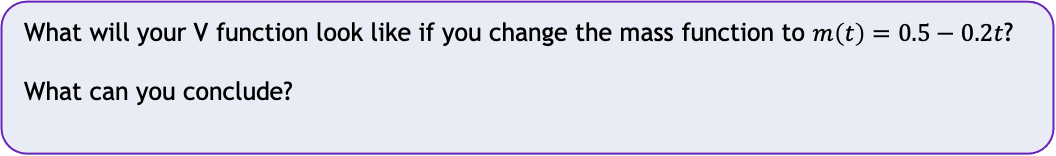 What will your V function look like if you change the mass function to m(t) = 0.5 − 0.2t?
What can you conclude?